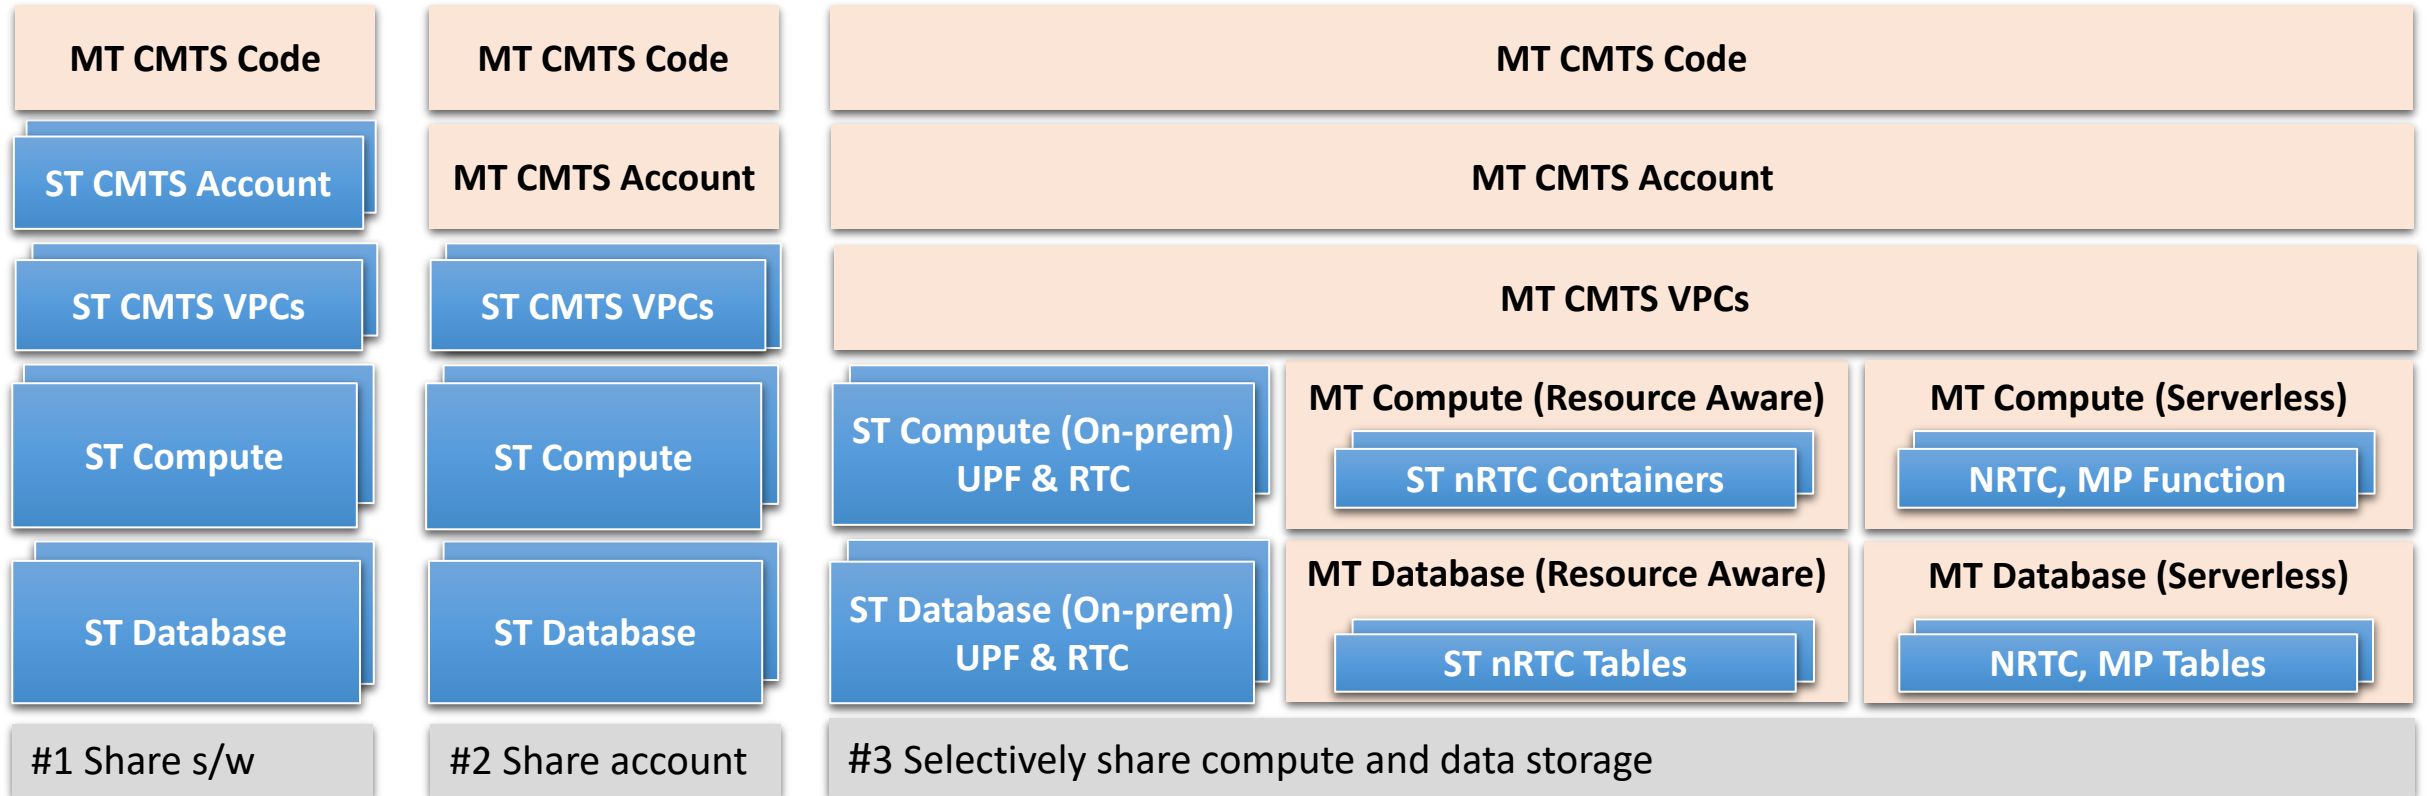 MT CMTS Code
MT CMTS Code
MT CMTS Code
ST CMTS Account
MT CMTS Account
MT CMTS Account
ST CMTS VPCs
ST CMTS VPCs
MT CMTS VPCs
ST Compute
ST Compute
ST Compute (On-prem)
UPF & RTC
MT Compute (Resource Aware)
ST nRTC Containers
MT Compute (Serverless)
NRTC, MP Function
ST Database
ST Database
ST Database (On-prem)
UPF & RTC
MT Database (Resource Aware)
ST nRTC Tables
MT Database (Serverless)
NRTC, MP Tables
#1 Share s/w
#2 Share account
#3 Selectively share compute and data storage